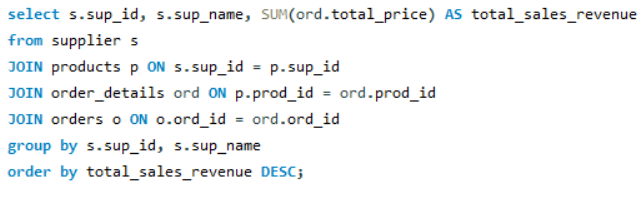 select s.sup_id, s.sup_name, SUM(ord.total_price) AS total_sales_revenue
from supplier s
JOIN products p ON s.sup_id = p.sup_id
JOIN order_details ord ON p.prod_id = ord.prod_id
JOIN orders o ON o.ord_id = ord.ord_id
group by s.sup_id, s.sup_name
order by total_sales_revenue DESC;